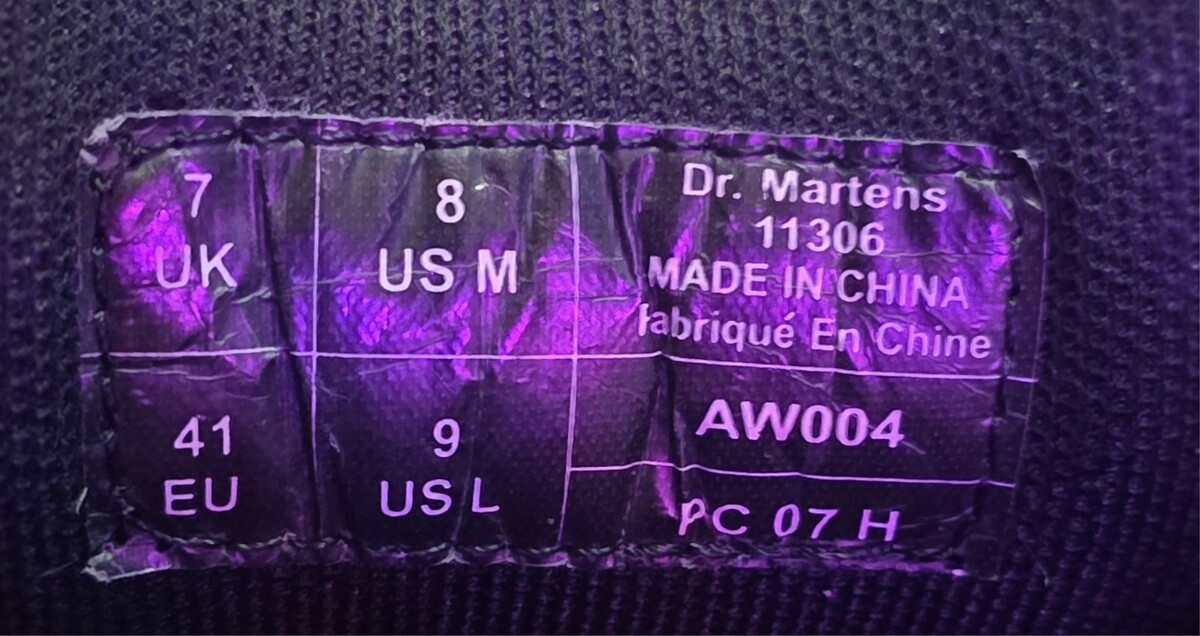 7
UK
8
US M
Dr. Martens
11306
MADE IN CHINA
fabriqué En Chine
41
EU
9
US L
AW004
PC 07 H